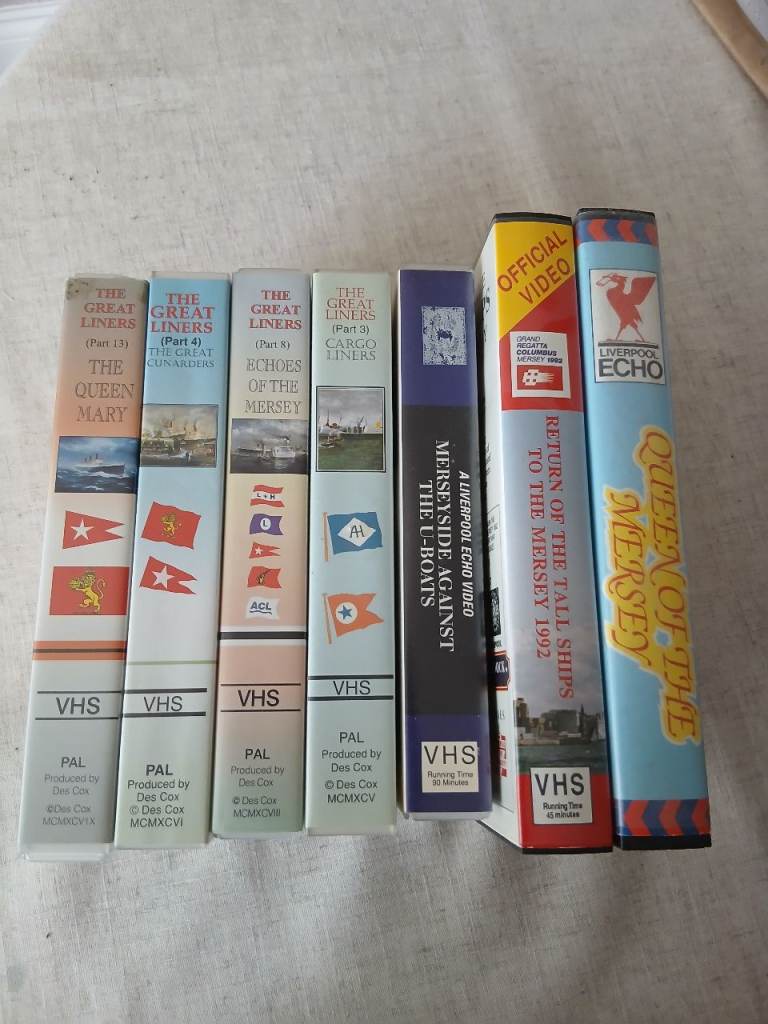 THE
GREAT
LINERS
(Part 13)
THE
QUEEN
MARY
VHS
PAL
Produced by
Des Cox
©Des Cox
MCMXCV1X
THE
GREAT
LINERS
(Part 4)
THE GREAT
CUNARDERS
VHS
PAL
Produced by
Des Cox
© Des Cox
MCMXCVi
THE
GREAT
LINERS
(Part 8)
ECHOES
OF THE
MERSEY
L+H
L
ACL
VHS
PAL
Produced by
Des Cox
© Des Cox
MCMXCVIII
THE
GREAT
LINERS
(Part 3)
CARGO
LINERS
AH
VHS
PAL
Produced by
Des Cox
© Des Cox
MCMXCV
A LIVERPOOL ECHO VIDEO
MERSEYSIDE AGAINST
THE U-BOATS
VHS
Running Time
90 Minutes
OFFICIAL
VIDEO
GRAND
REGATTA
COLUMBUS
MERSEY 1992
RETURN OF THE TALL SHIPS
TO THE MERSEY 1992
VHS
Running Time
45 minutes
LIVERPOOL
ECHO
QUEEN OF THE
MERSEY